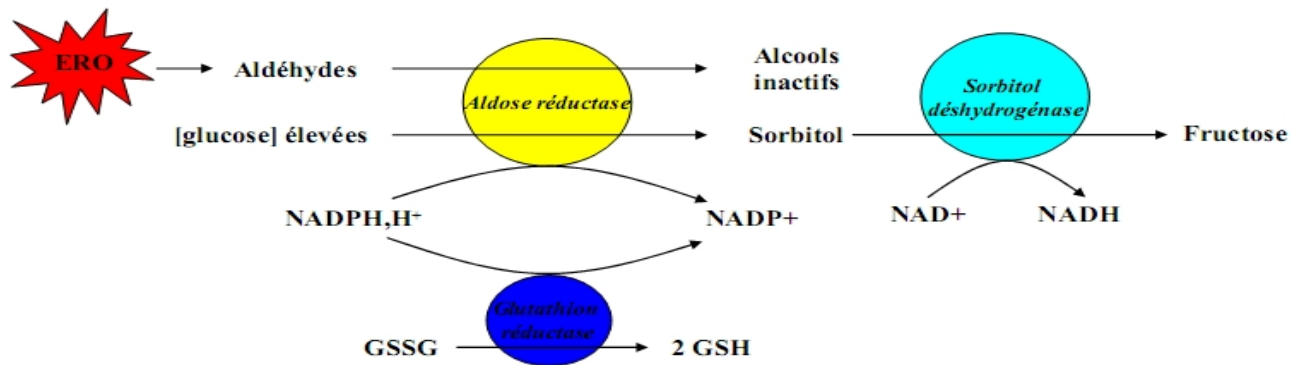 ERO
Aldéhydes
Aldose réductase
Alcools
inactifs
Sorbitol
déshydrogénase
[glucose] élevées
Sorbitol
Fructose
NADPH,H⁺
NADP+
NAD+
NADH
Glutathion
réductase
GSSG
2 GSH